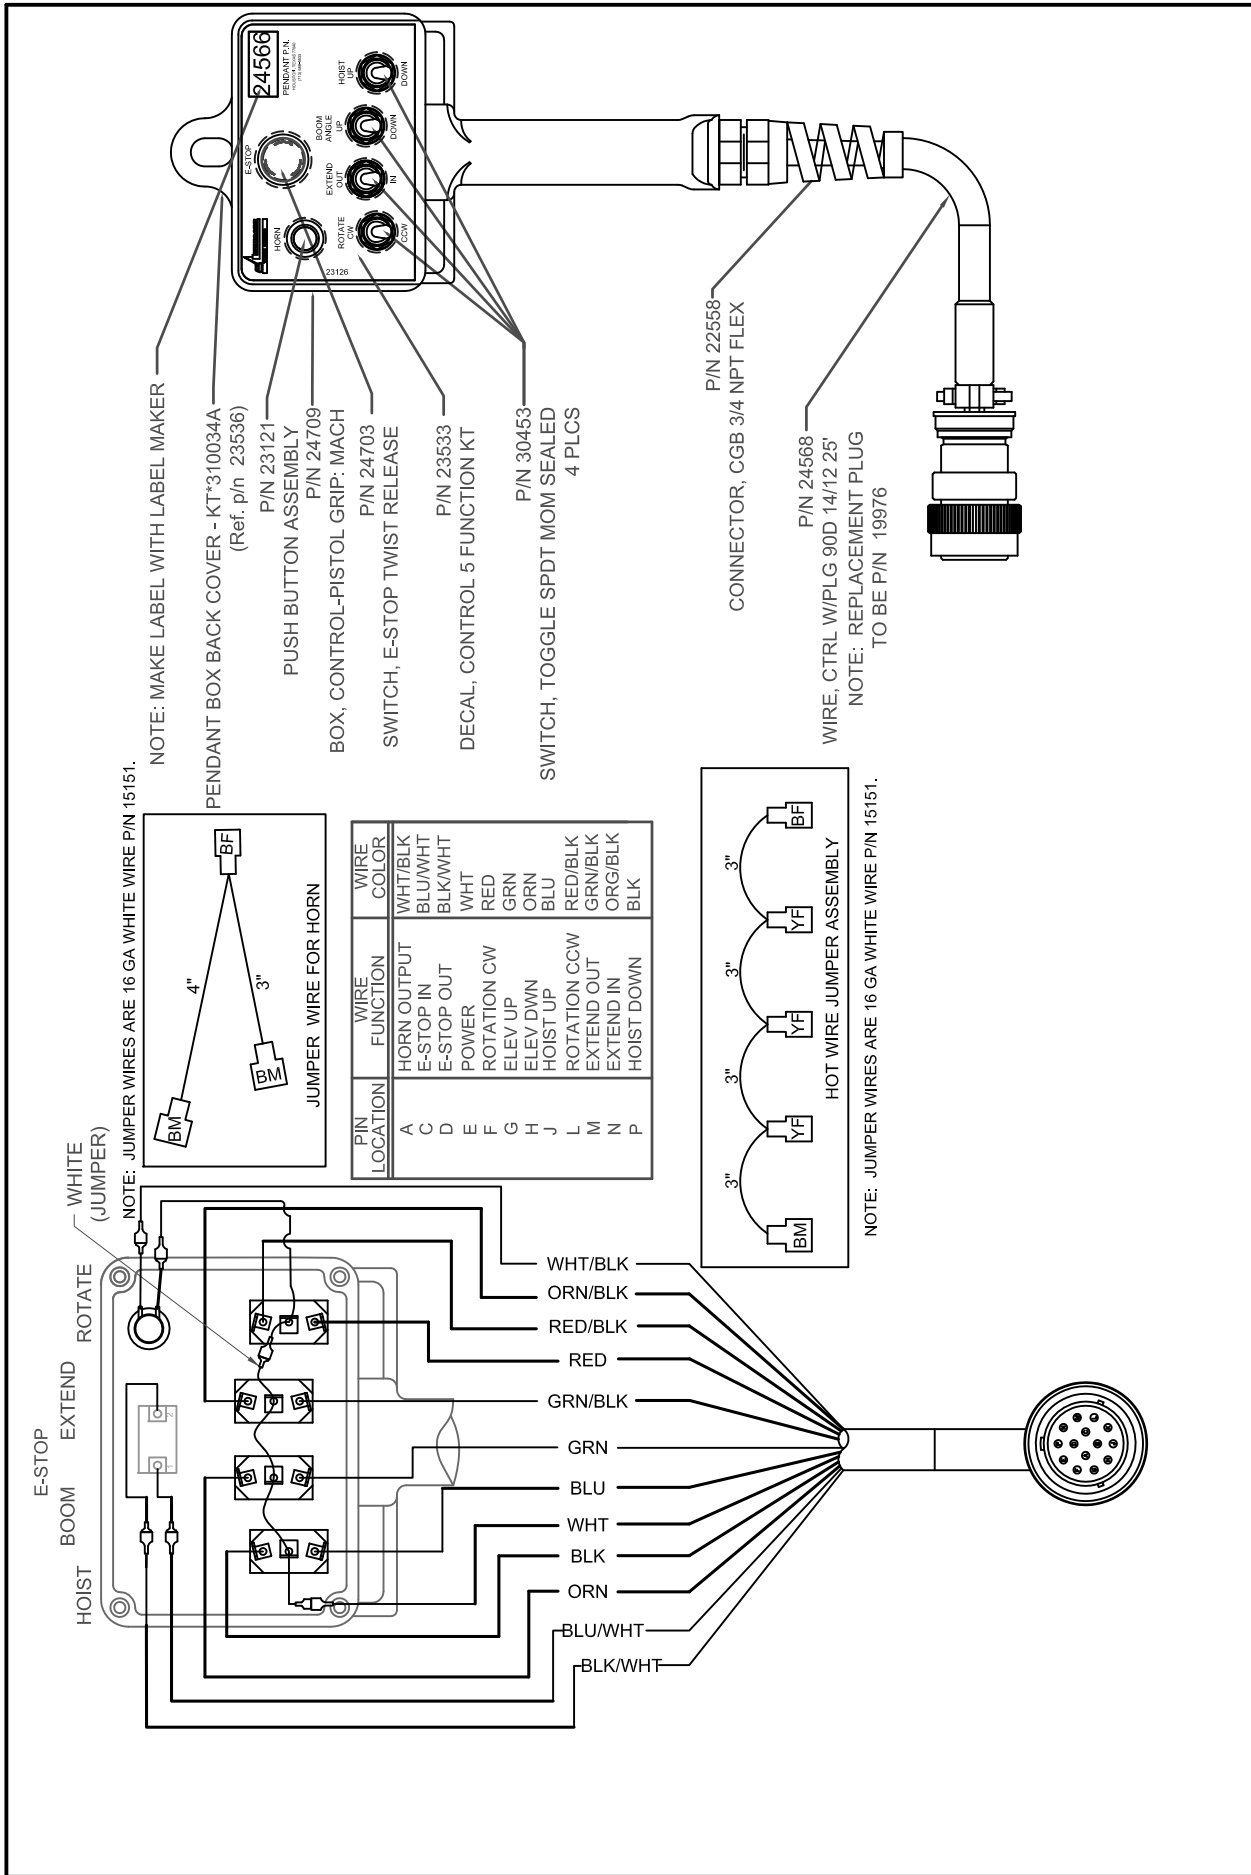 NOTE: MAKE LABEL WITH LABEL MAKER
PENDANT BOX BACK COVER - KT*310034A
(Ref. p/n 23536)
P/N 23121
PUSH BUTTON ASSEMBLY
P/N 24709
BOX, CONTROL-PISTOL GRIP: MACH
P/N 24703
SWITCH, E-STOP TWIST RELEASE
P/N 23533
DECAL, CONTROL 5 FUNCTION KT
P/N 30453
SWITCH, TOGGLE SPDT MOM SEALED
4 PLCS
P/N 22558
CONNECTOR, CGB 3/4 NPT FLEX
P/N 24568
WIRE, CTRL W/PLG 90D 14/12 25'
NOTE: REPLACEMENT PLUG
TO BE P/N 19976
24566
PENDANT P.N.
E-STOP
HORN
HOIST
UP
DOWN
BOOM
ANGLE
UP
DOWN
EXTEND
OUT
IN
ROTATE
CW
CCW
23126
NOTE: JUMPER WIRES ARE 16 GA WHITE WIRE P/N 15151.
BM
4"
BF
BM
3"
JUMPER WIRE FOR HORN
PIN LOCATION WIRE FUNCTION WIRE COLOR
A HORN OUTPUT WHT/BLK
C E-STOP IN BLU/WHT
D E-STOP OUT BLK/WHT
E POWER WHT
F ROTATION CW RED
G ELEV UP GRN
H ELEV DWN ORN
J HOIST UP BLU
L ROTATION CCW RED/BLK
M EXTEND OUT GRN/BLK
N EXTEND IN ORG/BLK
P HOIST DOWN BLK
3" 3" 3" 3"
BM YF YF YF BF
HOT WIRE JUMPER ASSEMBLY
NOTE: JUMPER WIRES ARE 16 GA WHITE WIRE P/N 15151.
WHITE
(JUMPER)
E-STOP
HOIST BOOM EXTEND ROTATE
1 2
WHT/BLK
ORN/BLK
RED/BLK
RED
GRN/BLK
GRN
BLU
WHT
BLK
ORN
BLU/WHT
BLK/WHT